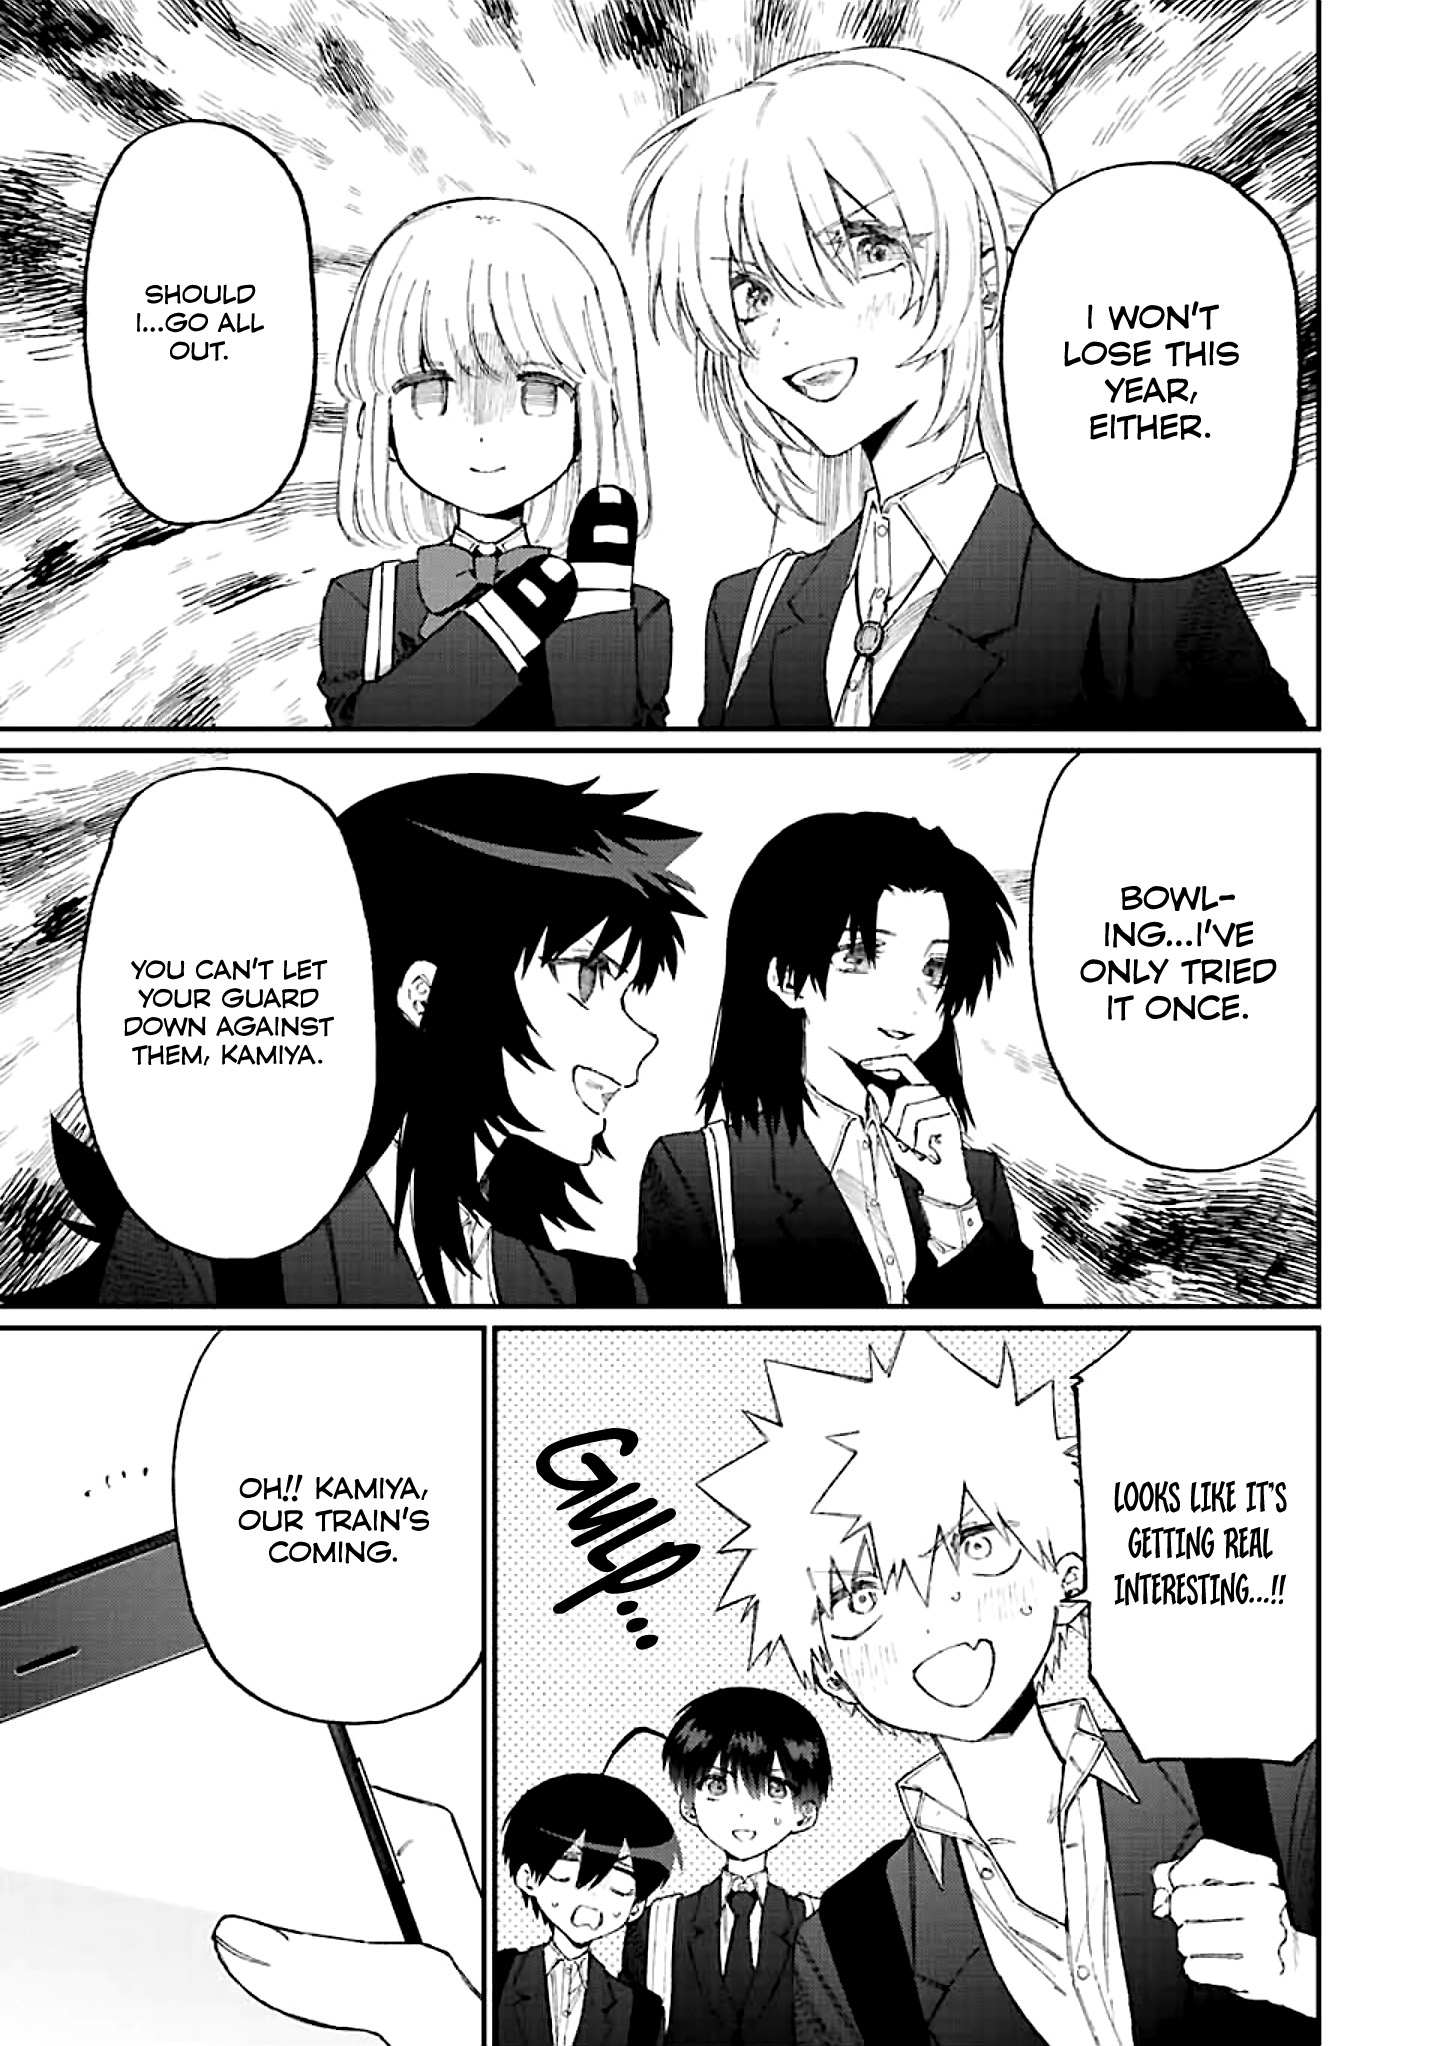 I WON'T
LOSE THIS
YEAR,
EITHER.
SHOULD
I...GO ALL
OUT.
BOWL-
ING...I'VE
ONLY TRIED
IT ONCE.
YOU CAN'T LET
YOUR GUARD
DOWN AGAINST
THEM, KAMIYA.
LOOKS LIKE IT'S
GETTING REAL
INTERESTING...!!
GULP...
OH!! KAMIYA,
OUR TRAIN'S
COMING.
......